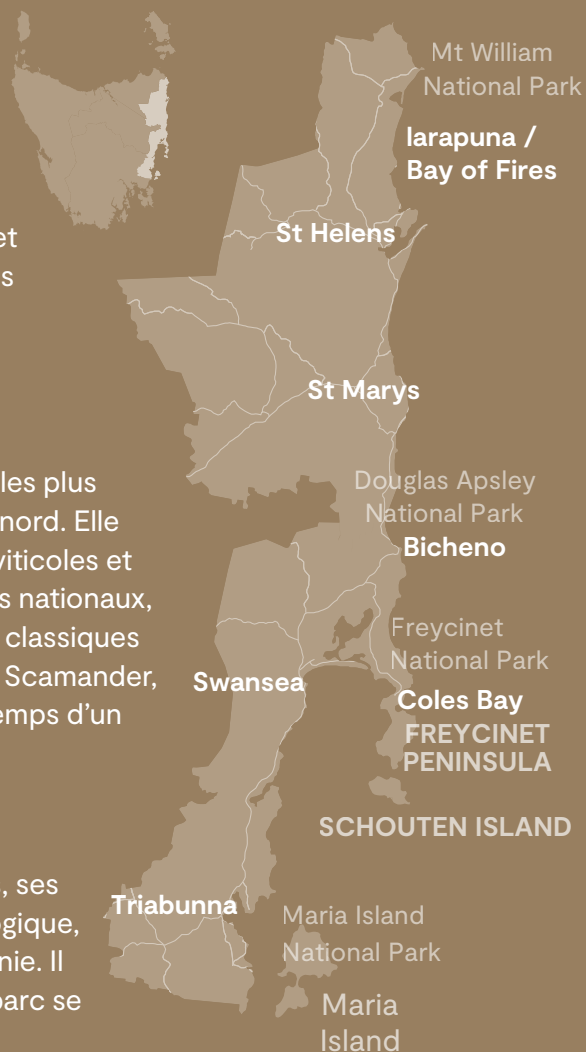 Mt William
National Park
larapuna /
Bay of Fires
et
St Helens
s
St Marys
les plus
Douglas Apsley
nord. Elle
National Park
Bicheno
viticoles et
s nationaux,
Freycinet
classiques
National Park
Scamander,
Swansea
Coles Bay
emps d’un
FREYCINET
PENINSULA
SCHOUTEN ISLAND
, ses
Triabunna
Maria Island
gique,
National Park
nie. Il
parc se
Maria
Island